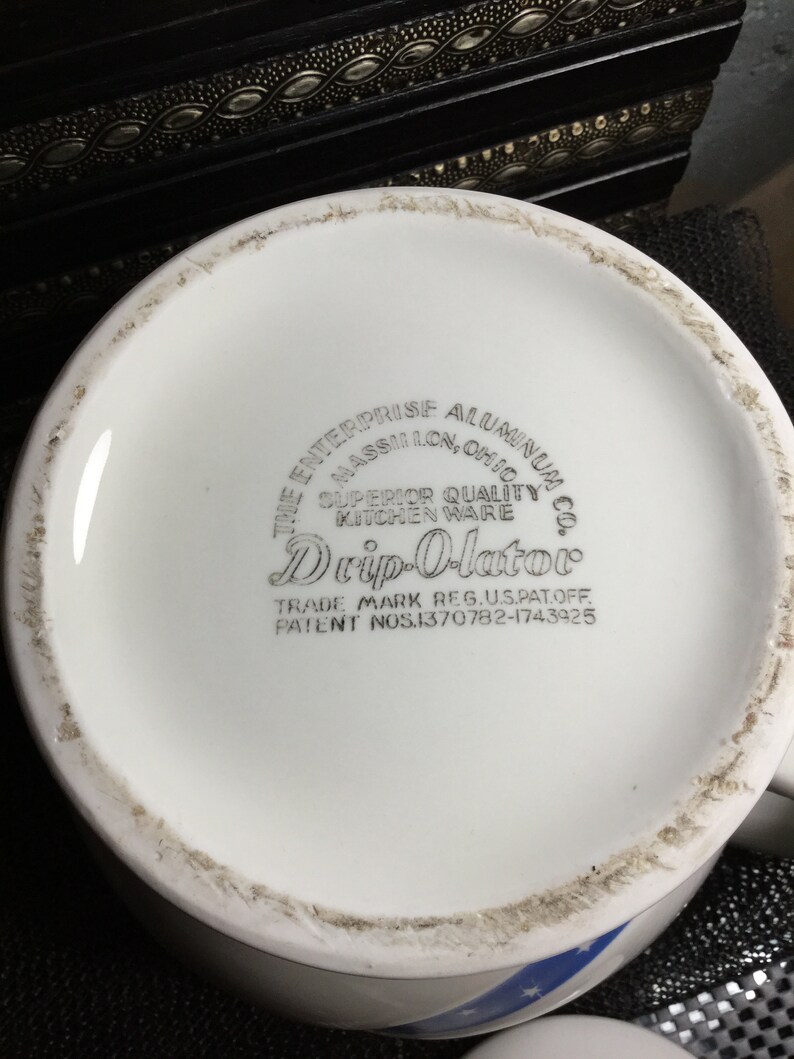 THE ENTERPRISE ALUMINUM CO.
MASSILLON, OHIO
SUPERIOR QUALITY
KITCHEN WARE
Drip-O-lator
TRADE MARK REG. U.S. PAT. OFF.
PATENT NOS. 1370782-1743925